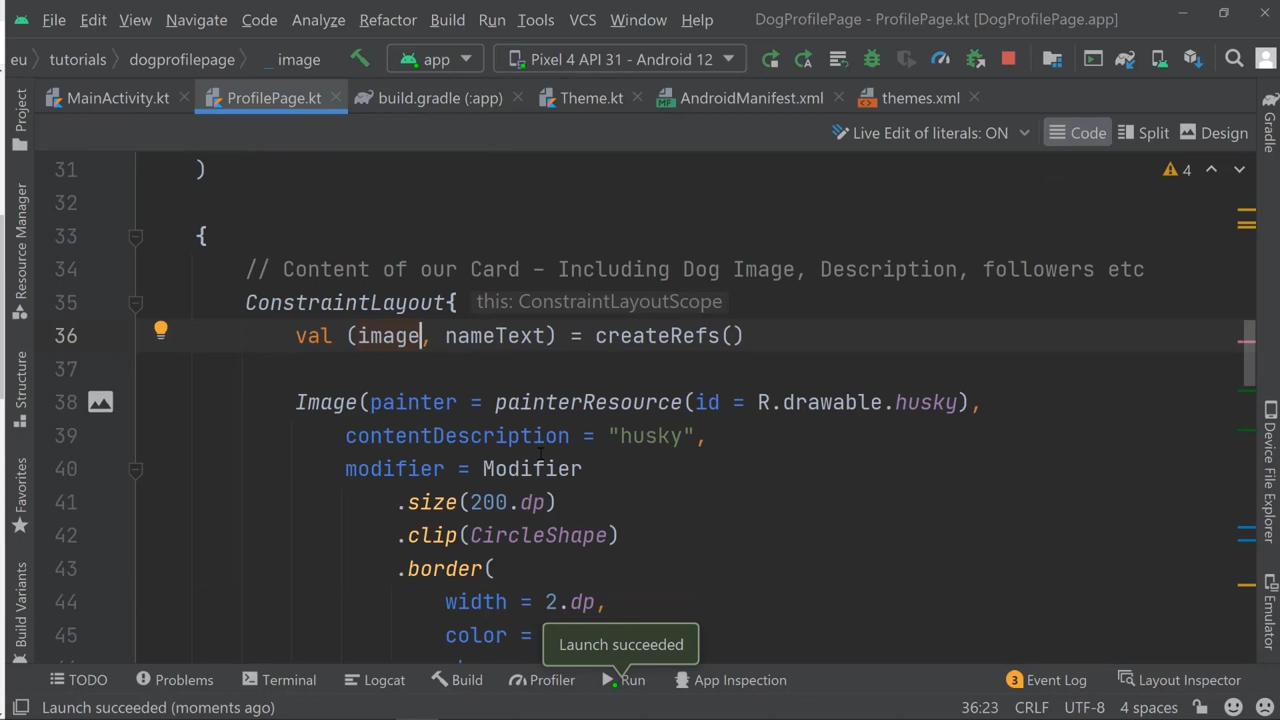 File Edit View Navigate Code Analyze Refactor Build Run Tools VCS Window Help DogProfilePage - ProfilePage.kt [DogProfilePage.app]
eu tutorials dogprofilepage _ image app Pixel 4 API 31 - Android 12
MainActivity.kt ProfilePage.kt build.gradle (:app) Theme.kt AndroidManifest.xml themes.xml
Live Edit of literals: ON Code Split Design
Project
Resource Manager
Structure
Favorites
Build Variants
31 )
4
32
33 {
34 // Content of our Card – Including Dog Image, Description, followers etc
35 ConstraintLayout{ this: ConstraintLayoutScope
36 val (image, nameText) = createRefs()
37
38 Image(painter = painterResource(id = R.drawable.husky),
39 contentDescription = "husky",
40 modifier = Modifier
41 .size(200.dp)
42 .clip(CircleShape)
43 .border(
44 width = 2.dp,
45 color =
Launch succeeded
Gradle
Device File Explorer
Emulator
TODO Problems Terminal Logcat Build Profiler Run App Inspection 3 Event Log Layout Inspector
Launch succeeded (moments ago) 36:23 CRLF UTF-8 4 spaces